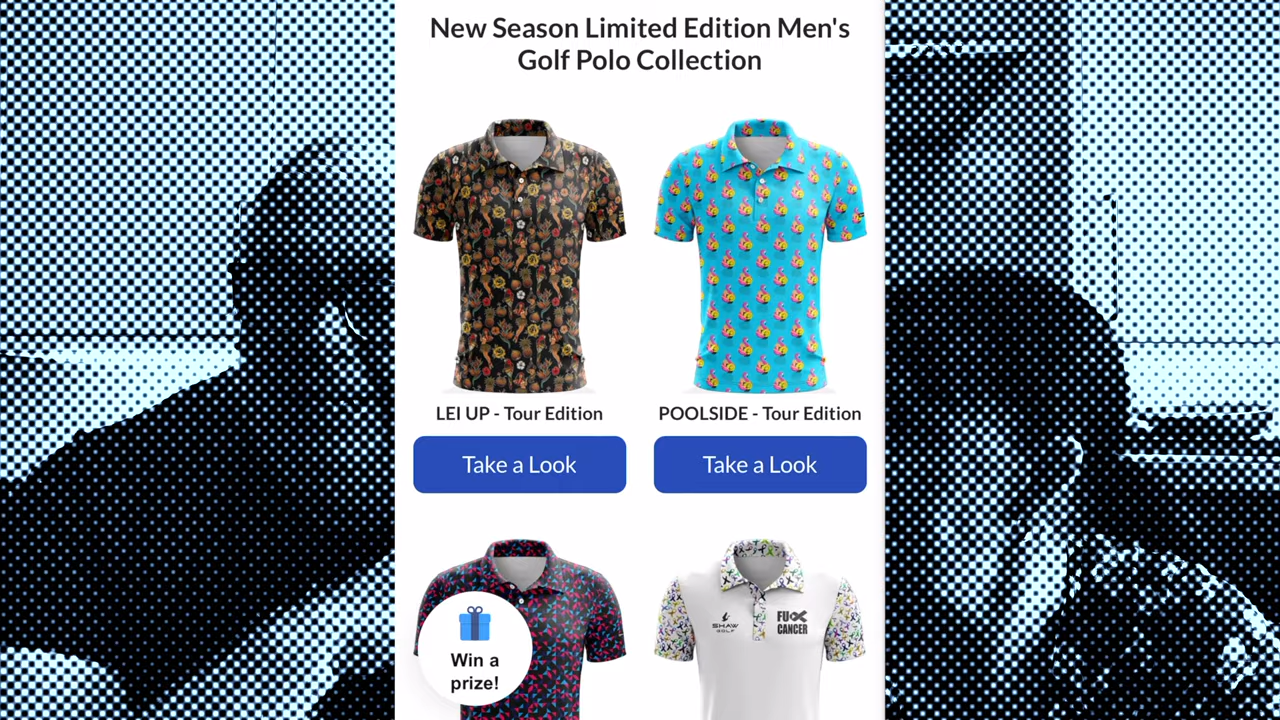 New Season Limited Edition Men's
Golf Polo Collection
LEI UP - Tour Edition
POOLSIDE - Tour Edition
Take a Look
Take a Look
SHAW
GOLF
FU
CANCER
Win a
prize!